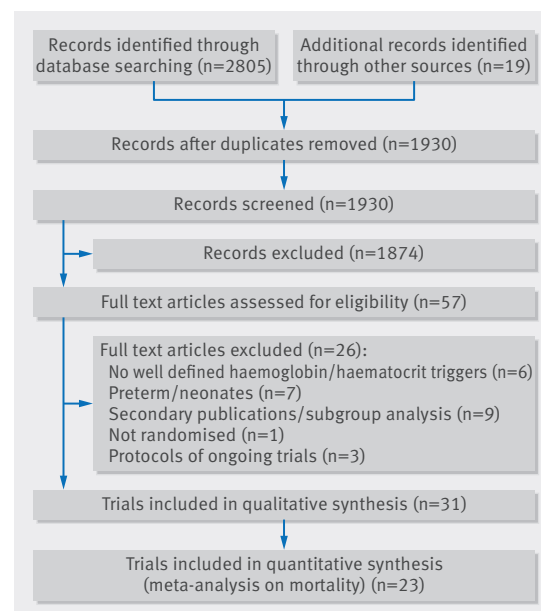 Records identified through
database searching (n=2805)
Additional records identified
through other sources (n=19)
Records after duplicates removed (n=1930)
Records screened (n=1930)
Records excluded (n=1874)
Full text articles assessed for eligibility (n=57)
Full text articles excluded (n=26):
No well defined haemoglobin/haematocrit triggers (n=6)
Preterm/neonates (n=7)
Secondary publications/subgroup analysis (n=9)
Not randomised (n=1)
Protocols of ongoing trials (n=3)
Trials included in qualitative synthesis (n=31)
Trials included in quantitative synthesis
(meta-analysis on mortality) (n=23)